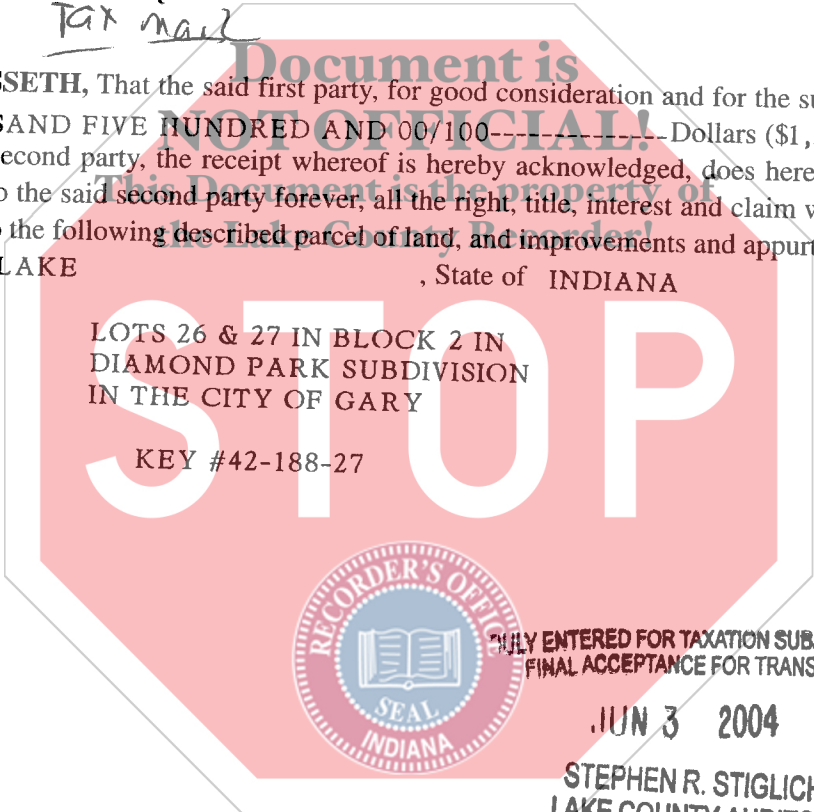 Tax mail
Document is
NOT OFFICIAL!
This Document is the property of
the Lake County Recorder!
SSETH, That the said first party, for good consideration and for the su
SAND FIVE HUNDRED AND 00/100--------------Dollars ($1,
econd party, the receipt whereof is hereby acknowledged, does here
o the said second party forever, all the right, title, interest and claim w
o the following described parcel of land, and improvements and appurt
LAKE , State of INDIANA
LOTS 26 & 27 IN BLOCK 2 IN
DIAMOND PARK SUBDIVISION
IN THE CITY OF GARY
KEY #42-188-27
STOP
RECORDER'S OFFICE
SEAL
INDIANA
DULY ENTERED FOR TAXATION SUB
FINAL ACCEPTANCE FOR TRANS
JUN 3 2004
STEPHEN R. STIGLICH
LAKE COUNTY AUDITO